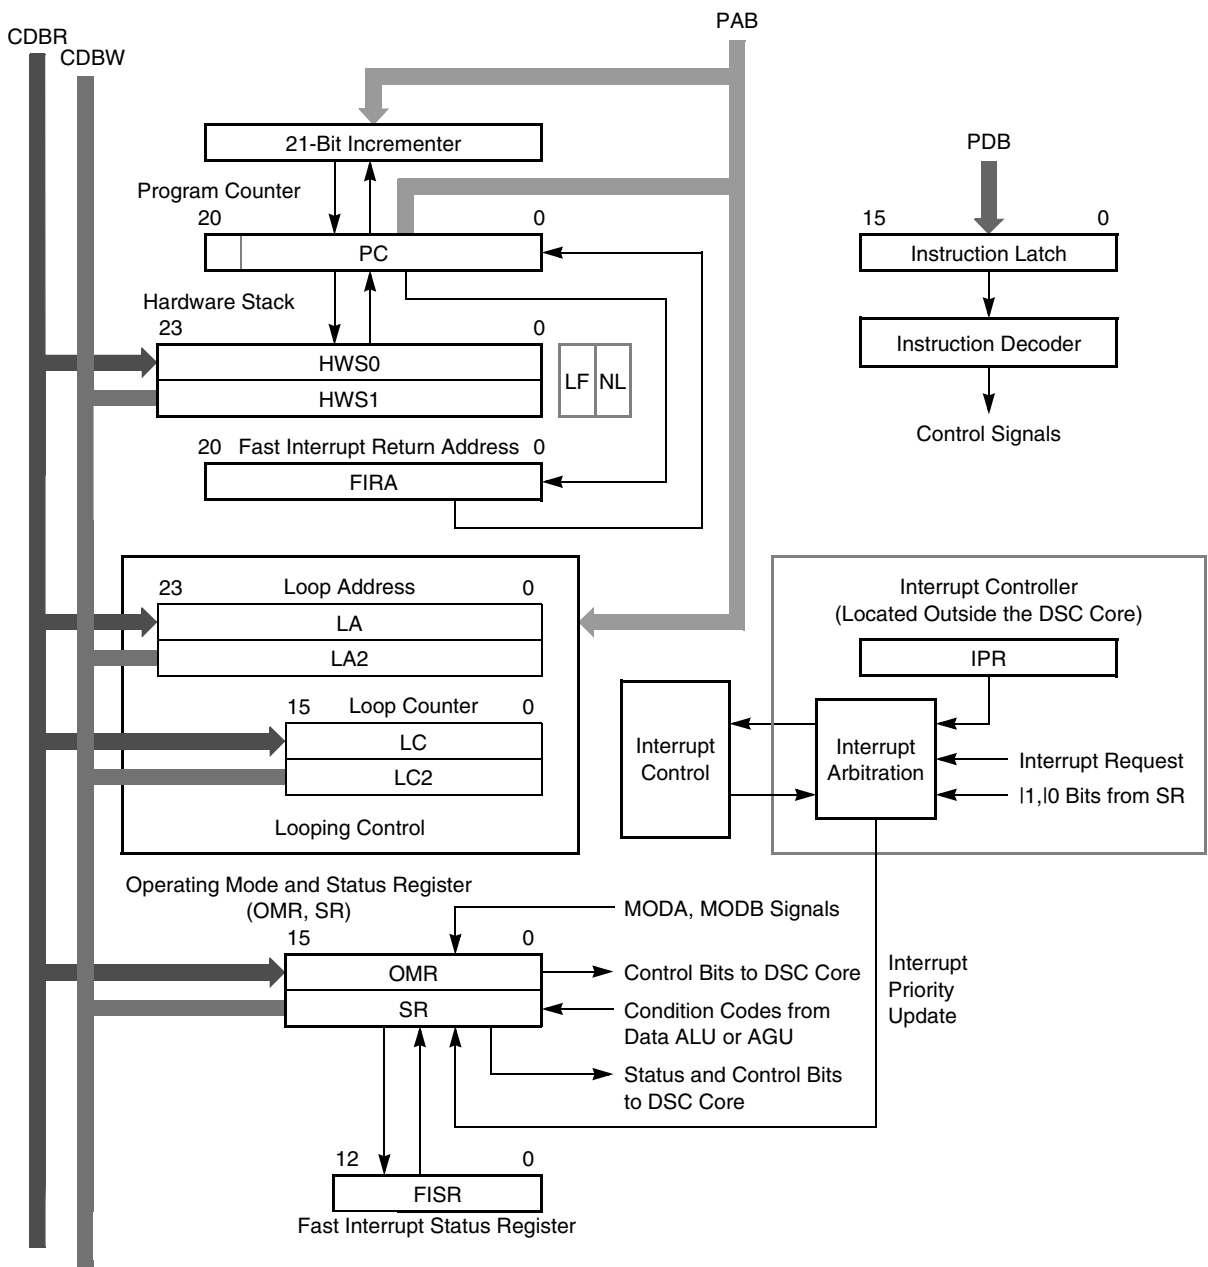 PAB
CDBR
CDBW
21-Bit Incrementer
PDB
Program Counter
20 0
15 0
PC
Instruction Latch
Hardware Stack
23 0
HWS0
LF NL
Instruction Decoder
HWS1
Control Signals
20 Fast Interrupt Return Address 0
FIRA
23 Loop Address 0
LA
LA2
15 Loop Counter 0
LC
LC2
Looping Control
Interrupt Controller
(Located Outside the DSC Core)
IPR
Interrupt
Control
Interrupt
Arbitration
Interrupt Request
I1,I0 Bits from SR
Operating Mode and Status Register
(OMR, SR)
15 0
MODA, MODB Signals
OMR
Control Bits to DSC Core
SR
Condition Codes from
Data ALU or AGU
Interrupt
Priority
Update
Status and Control Bits
to DSC Core
12 0
FISR
Fast Interrupt Status Register